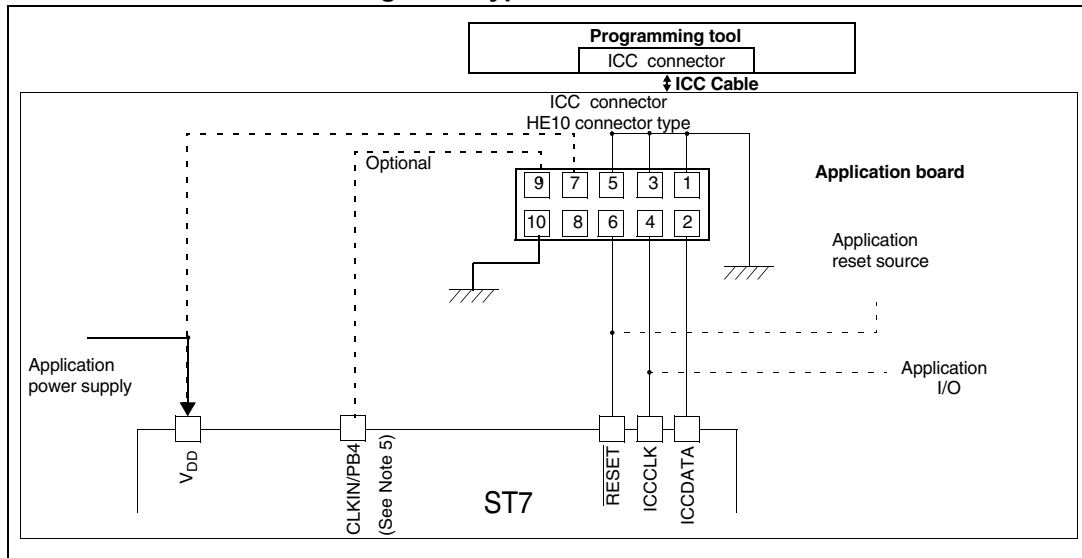 Programming tool
ICC connector
ICC Cable
ICC connector
HE10 connector type
Optional
9 7 5 3 1
10 8 6 4 2
Application board
Application
reset source
Application
power supply
Application
I/O
VDD
CLKIN/PB4
(See Note 5)
RESET
ICCCLK
ICCDATA
ST7